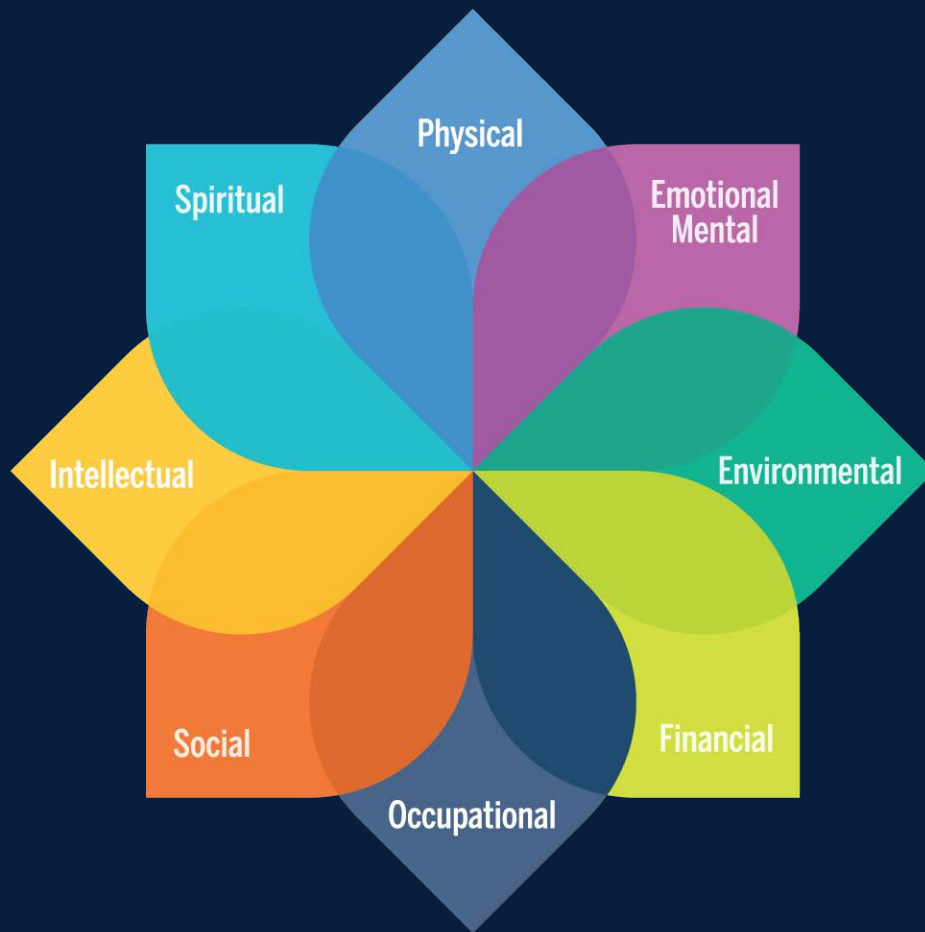 Physical
Spiritual
Emotional
Mental
Intellectual
Environmental
Social
Financial
Occupational